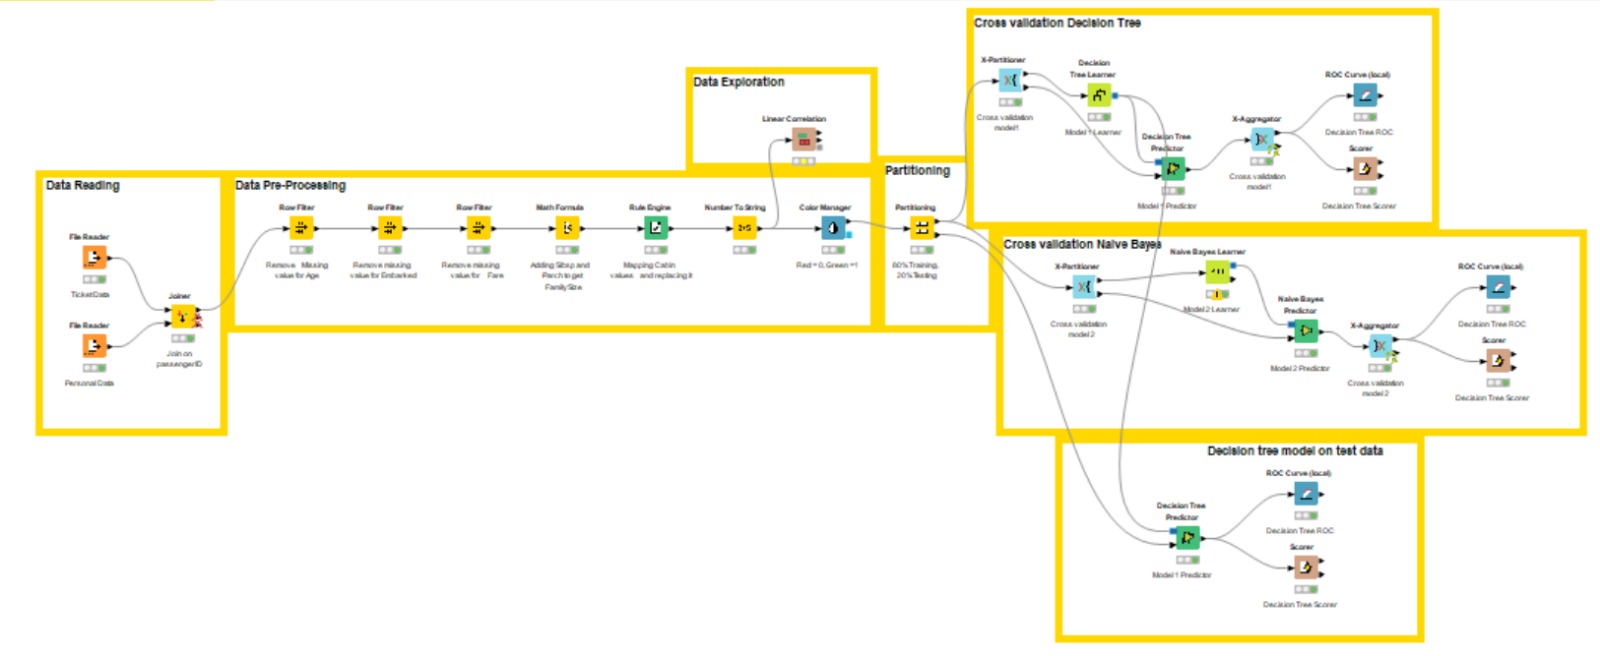 Cross validation Decision Tree
X-Partitioner
Cross validation
model1
Decision
Tree Learner
Model 1 Learner
Decision Tree
Predictor
Model 1 Predictor
X-Aggregator
Cross validation
model1
ROC Curve (local)
Decision Tree ROC
Scorer
Decision Tree Scorer
Data Exploration
Linear Correlation
Data Reading
File Reader
Ticket Data
File Reader
Personal Data
Joiner
Join on
passengerID
Data Pre-Processing
Row Filter
Remove Missing
value for Age
Row Filter
Remove missing
value for Embarked
Row Filter
Remove missing
value for Fare
Math Formula
Adding Sibsp and
Parch to get
FamilySize
Rule Engine
Mapping Cabin
values and replacing it
Number To String
2+S
Color Manager
Red = 0, Green =1
Partitioning
Partitioning
80% Training,
20% Testing
Cross validation Naive Bayes
X-Partitioner
Cross validation
model 2
Naive Bayes Learner
Model 2 Learner
Naive Bayes
Predictor
Model 2 Predictor
X-Aggregator
Cross validation
model 2
ROC Curve (local)
Decision Tree ROC
Scorer
Decision Tree Scorer
Decision tree model on test data
Decision Tree
Predictor
Model 1 Predictor
ROC Curve (local)
Decision Tree ROC
Scorer
Decision Tree Scorer